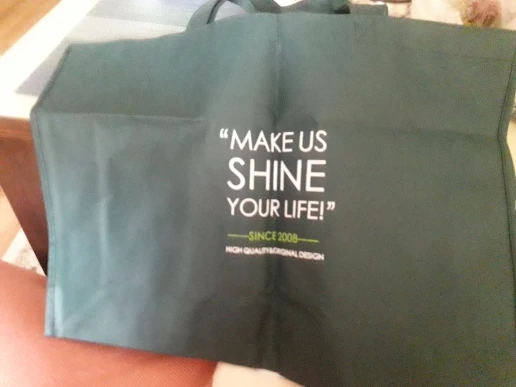 “MAKE US
SHINE
YOUR LIFE!”
SINCE 2008
HIGH QUALITY&ORIGINAL DESIGN